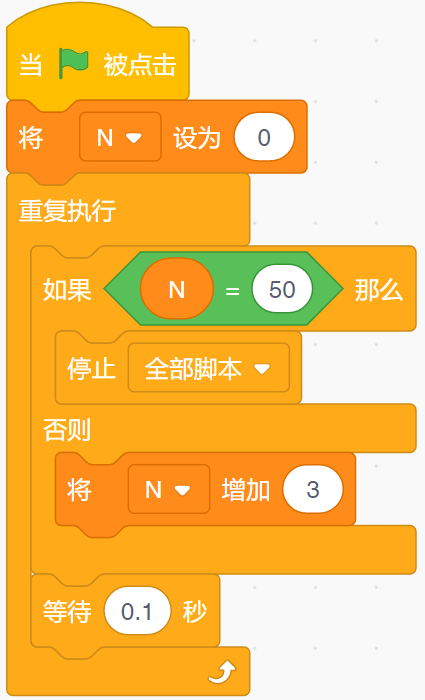 当 被点击
将 N 设为 0
重复执行
如果 N = 50 那么
停止 全部脚本
否则
将 N 增加 3
等待 0.1 秒